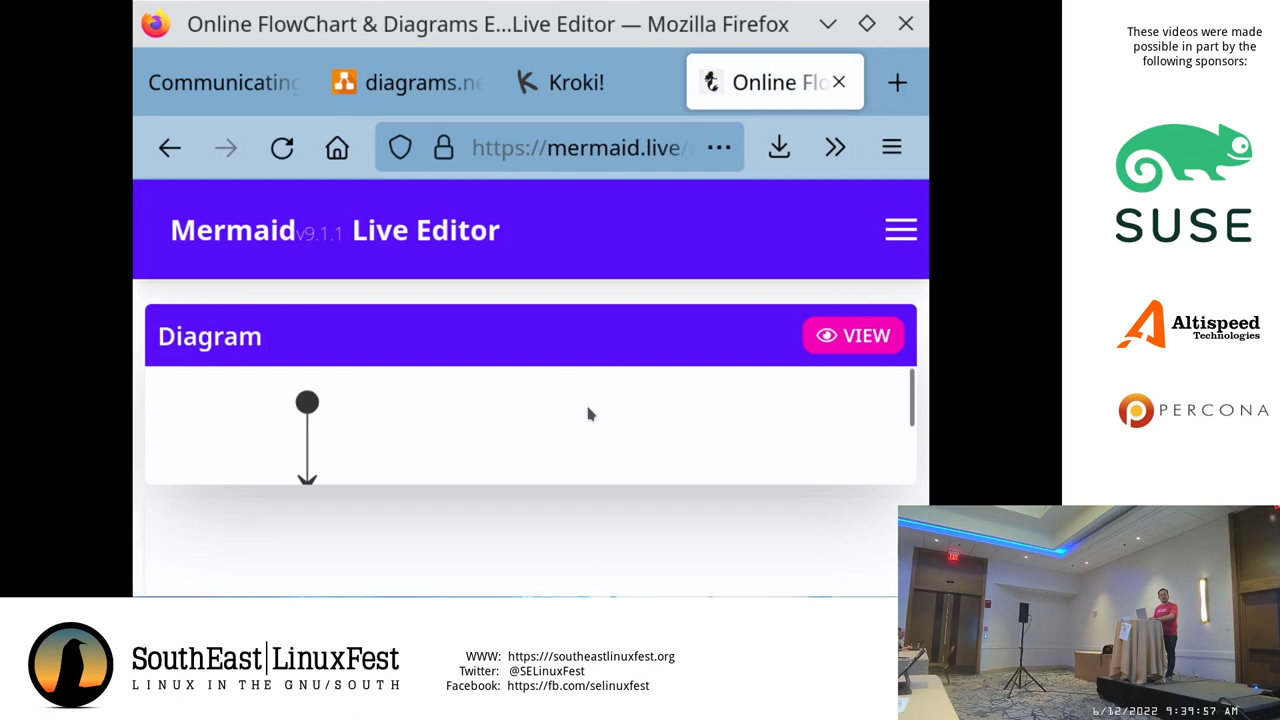 Online FlowChart & Diagrams E...Live Editor — Mozilla Firefox
Communicating
diagrams.ne
Kroki!
Online Flo
https://mermaid.live/
Mermaid v9.1.1 Live Editor
Diagram
VIEW
These videos were made
possible in part by the
following sponsors:
SUSE
Altispeed
Technologies
PERCONA
SouthEast LinuxFest
LINUX IN THE GNU/SOUTH
WWW: https:///southeastlinuxfest.org
Twitter: @SELinuxFest
Facebook: https://fb.com/selinuxfest
6/12/2022 9:39:57 AM